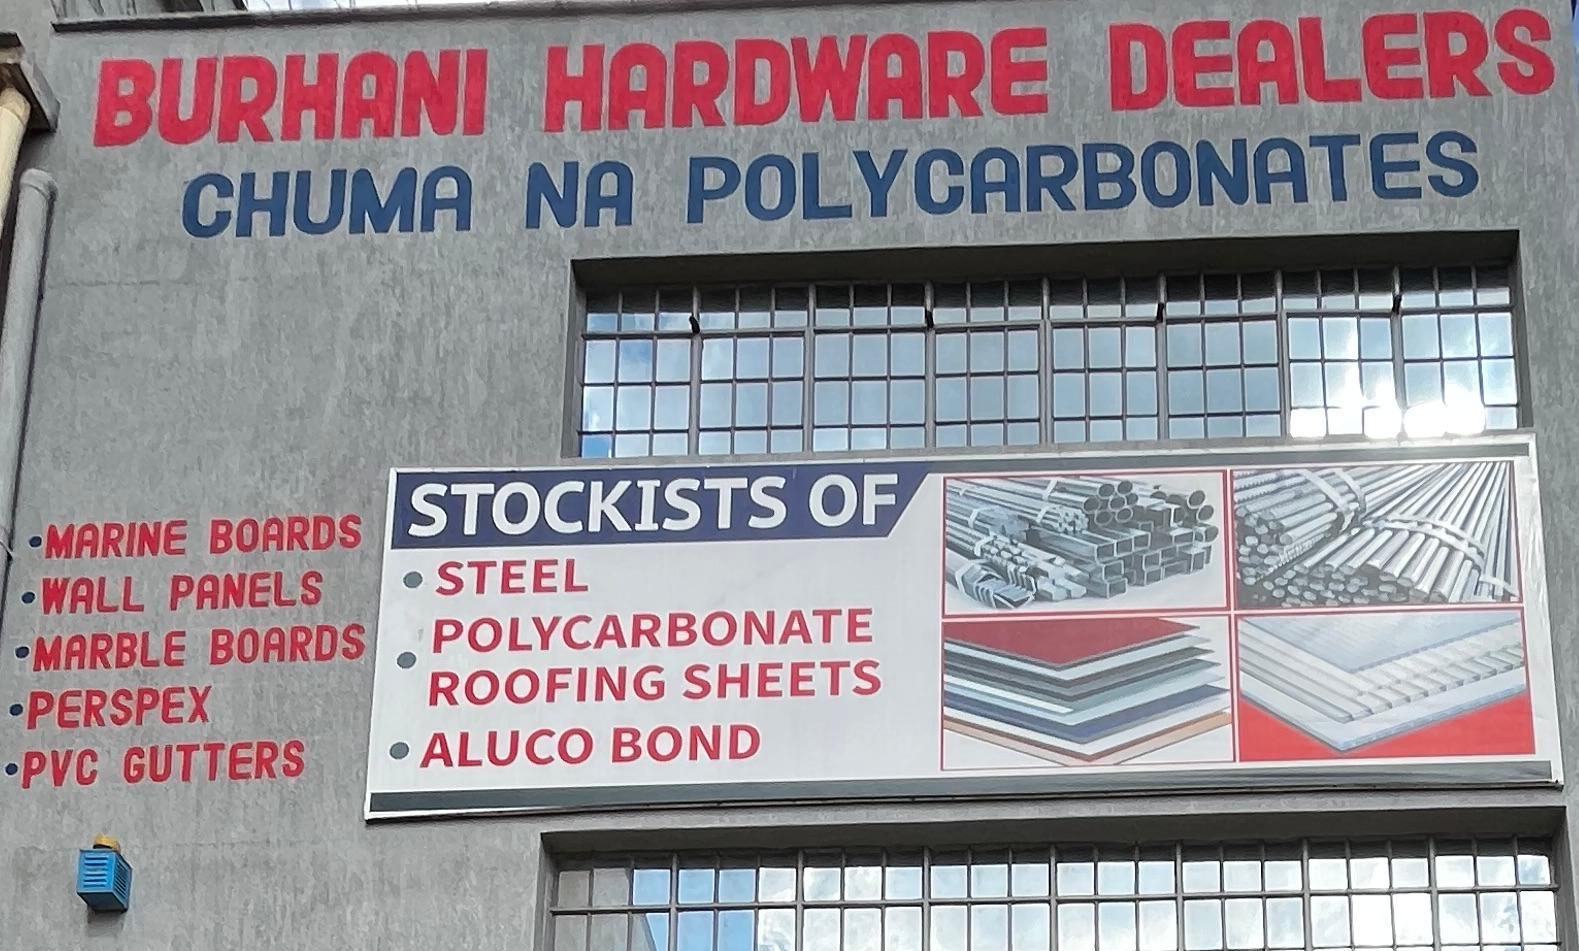 BURHANI HARDWARE DEALERS
CHUMA NA POLYCARBONATES
•MARINE BOARDS
•WALL PANELS
•MARBLE BOARDS
•PERSPEX
•PVC GUTTERS
STOCKISTS OF
• STEEL
• POLYCARBONATE
ROOFING SHEETS
• ALUCO BOND